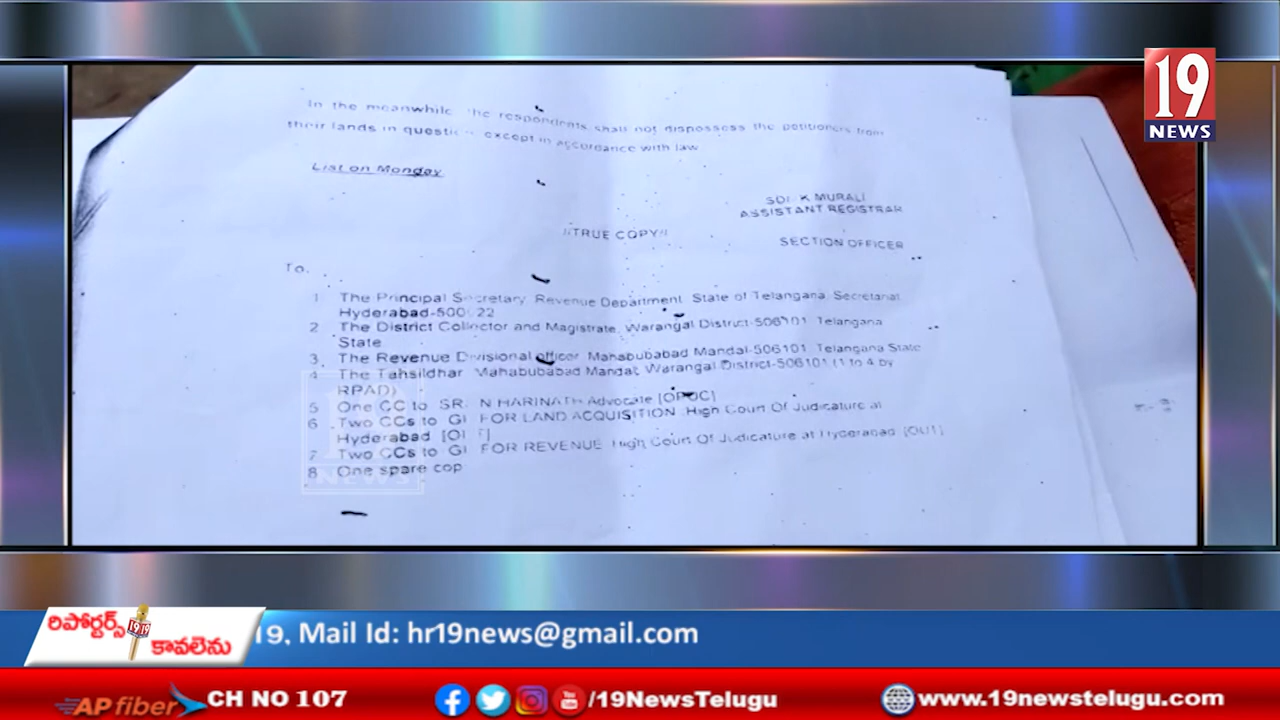 19
NEWS
In the meanwhile the respondents shall not dispossess the petitioners from
their lands in question except in accordance with law
List on Monday
SD/- K MURALI
ASSISTANT REGISTRAR
//TRUE COPY//
SECTION OFFICER
To,
1 The Principal Secretary, Revenue Department, State of Telangana, Secretariat,
Hyderabad-500 22
2 The District Collector and Magistrate, Warangal District-506101, Telangana
State
3. The Revenue Divisional officer, Mahabubabad Mandal-506101, Telangana State
4 The Tahsildhar Mahabubabad Mandal, Warangal District-506101 (1 to 4 by
RPAD)
5 One CC to SRI N HARINATH Advocate [OPUC]
6 Two CCs to GP FOR LAND ACQUISITION, High Court Of Judicature at
Hyderabad [OUT]
7 Two CCs to GP FOR REVENUE, High Court Of Judicature at Hyderabad [OUT]
8 One spare cop
NEWS
రిపోర్టర్స్
19 19
కావలెను
19, Mail Id: hr19news@gmail.com
AP fiber CH NO 107
/19NewsTelugu
www.19newstelugu.com